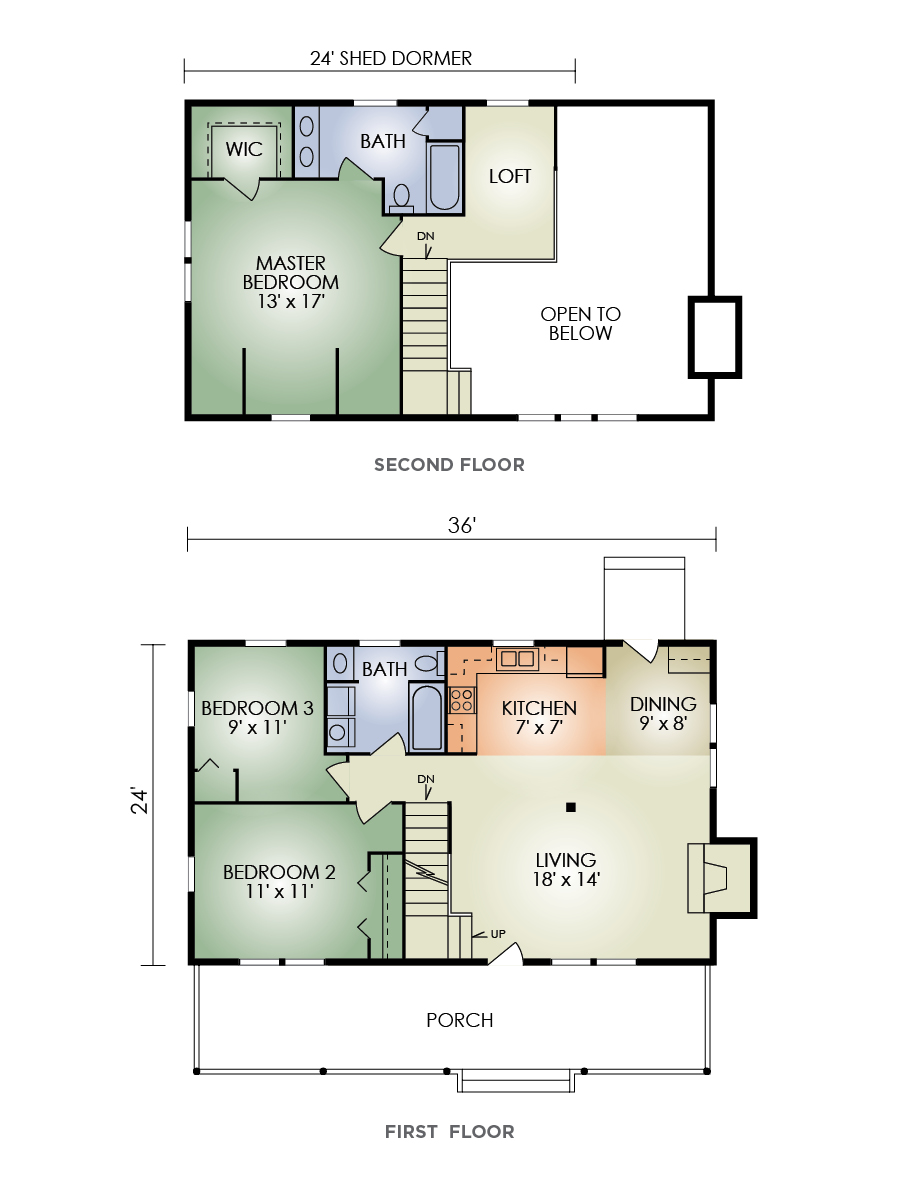 24' SHED DORMER
WIC
BATH
LOFT
DN
MASTER
BEDROOM
13' x 17'
OPEN TO
BELOW
SECOND FLOOR
36'
24'
BATH
BEDROOM 3
9' x 11'
KITCHEN
7' x 7'
DINING
9' x 8'
DN
BEDROOM 2
11' x 11'
LIVING
18' x 14'
UP
PORCH
FIRST FLOOR